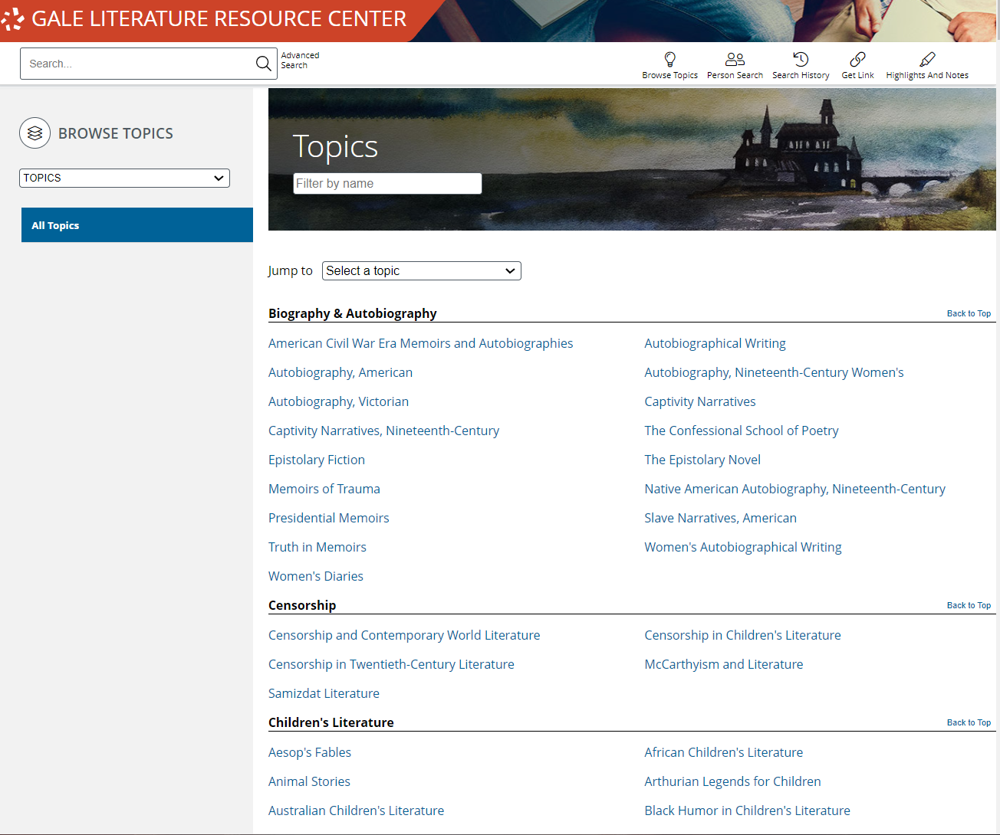 GALE LITERATURE RESOURCE CENTER
Search...
Advanced
Search
Browse Topics
Person Search
Search History
Get Link
Highlights And Notes
BROWSE TOPICS
TOPICS
All Topics
Topics
Filter by name
Jump to
Select a topic
Biography & Autobiography
Back to Top
American Civil War Era Memoirs and Autobiographies
Autobiographical Writing
Autobiography, American
Autobiography, Nineteenth-Century Women's
Autobiography, Victorian
Captivity Narratives
Captivity Narratives, Nineteenth-Century
The Confessional School of Poetry
Epistolary Fiction
The Epistolary Novel
Memoirs of Trauma
Native American Autobiography, Nineteenth-Century
Presidential Memoirs
Slave Narratives, American
Truth in Memoirs
Women's Autobiographical Writing
Women's Diaries
Censorship
Back to Top
Censorship and Contemporary World Literature
Censorship in Children's Literature
Censorship in Twentieth-Century Literature
McCarthyism and Literature
Samizdat Literature
Children's Literature
Back to Top
Aesop's Fables
African Children's Literature
Animal Stories
Arthurian Legends for Children
Australian Children's Literature
Black Humor in Children's Literature